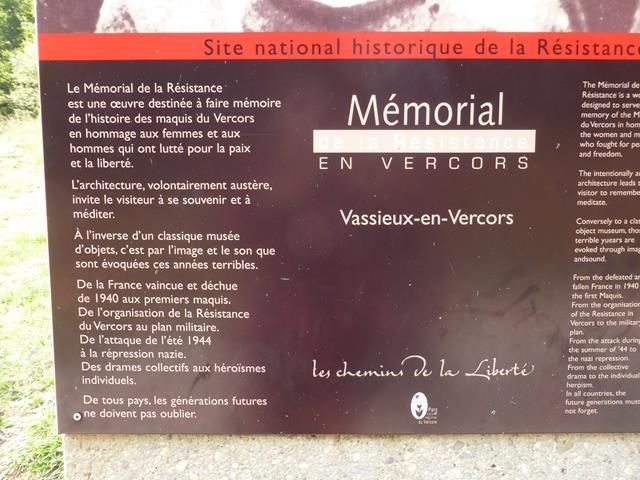 Site national historique de la Résistance
Le Mémorial de la Résistance
est une œuvre destinée à faire mémoire
de l'histoire des maquis du Vercors
en hommage aux femmes et aux
hommes qui ont lutté pour la paix
et la liberté.
L'architecture, volontairement austère,
invite le visiteur à se souvenir et à
méditer.
À l'inverse d'un classique musée
d'objets, c'est par l'image et le son que
sont évoquées ces années terribles.
De la France vaincue et déchue
de 1940 aux premiers maquis.
De l'organisation de la Résistance
du Vercors au plan militaire.
De l'attaque de l'été 1944
à la répression nazie.
Des drames collectifs aux héroïsmes
individuels.
De tous pays, les générations futures
ne doivent pas oublier.
Mémorial
de la Résistance
EN VERCORS
Vassieux-en-Vercors
les chemins de la Liberté
Parc
du Vercors
The Mémorial de
Résistance is a
designed to serve
memory of the
du Vercors in
the women and
who fought for
and freedom.
The intentionally
architecture leads
visitor to remember
meditate.
Conversely to a
object museum,
terrible yuears are
evoked through
andsound.
From the defeated
fallen France in 1940
the first Maquis.
From the organisation
of the Resistance in
Vercors to the military
plan.
From the attack during
the summer of '44 to
the nazi repression.
From the collective
drama to the individual
heroism.
In all countries, the
future generations must
not forget.